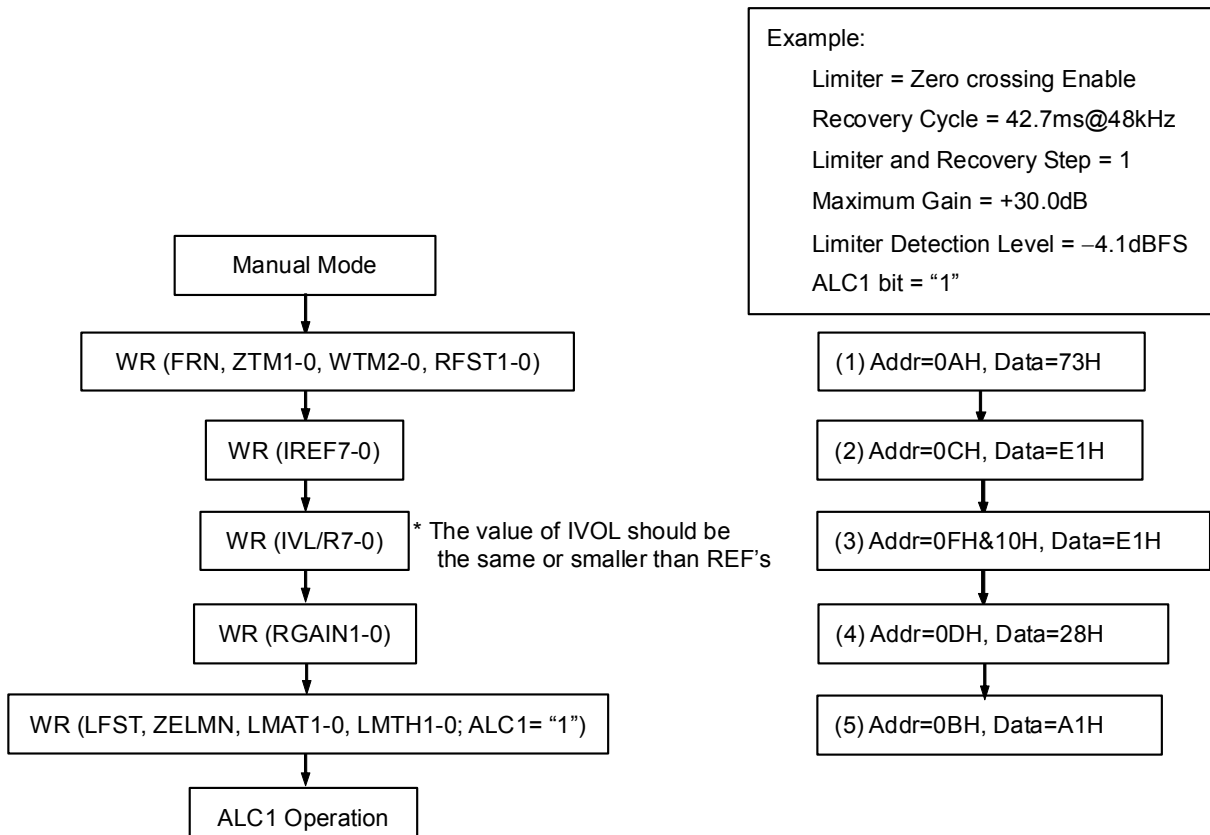 Example:
Limiter = Zero crossing Enable
Recovery Cycle = 42.7ms@48kHz
Limiter and Recovery Step = 1
Maximum Gain = +30.0dB
Limiter Detection Level = −4.1dBFS
ALC1 bit = “1”
Manual Mode
WR (FRN, ZTM1-0, WTM2-0, RFST1-0)
WR (IREF7-0)
WR (IVL/R7-0)
* The value of IVOL should be
the same or smaller than REF’s
WR (RGAIN1-0)
WR (LFST, ZELMN, LMAT1-0, LMTH1-0; ALC1= “1”)
ALC1 Operation
(1) Addr=0AH, Data=73H
(2) Addr=0CH, Data=E1H
(3) Addr=0FH&10H, Data=E1H
(4) Addr=0DH, Data=28H
(5) Addr=0BH, Data=A1H